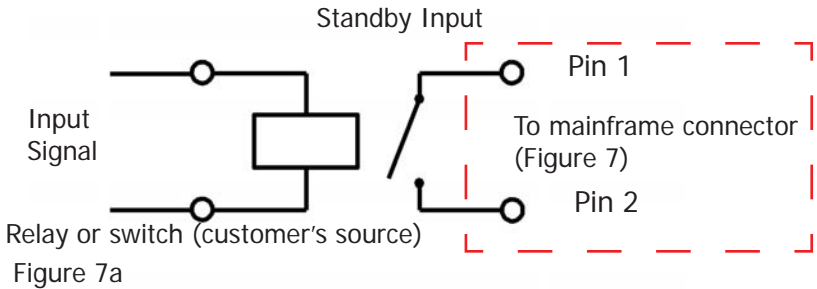 Standby Input
Pin 1
Input
Signal
To mainframe connector
(Figure 7)
Pin 2
Relay or switch (customer's source)
Figure 7a